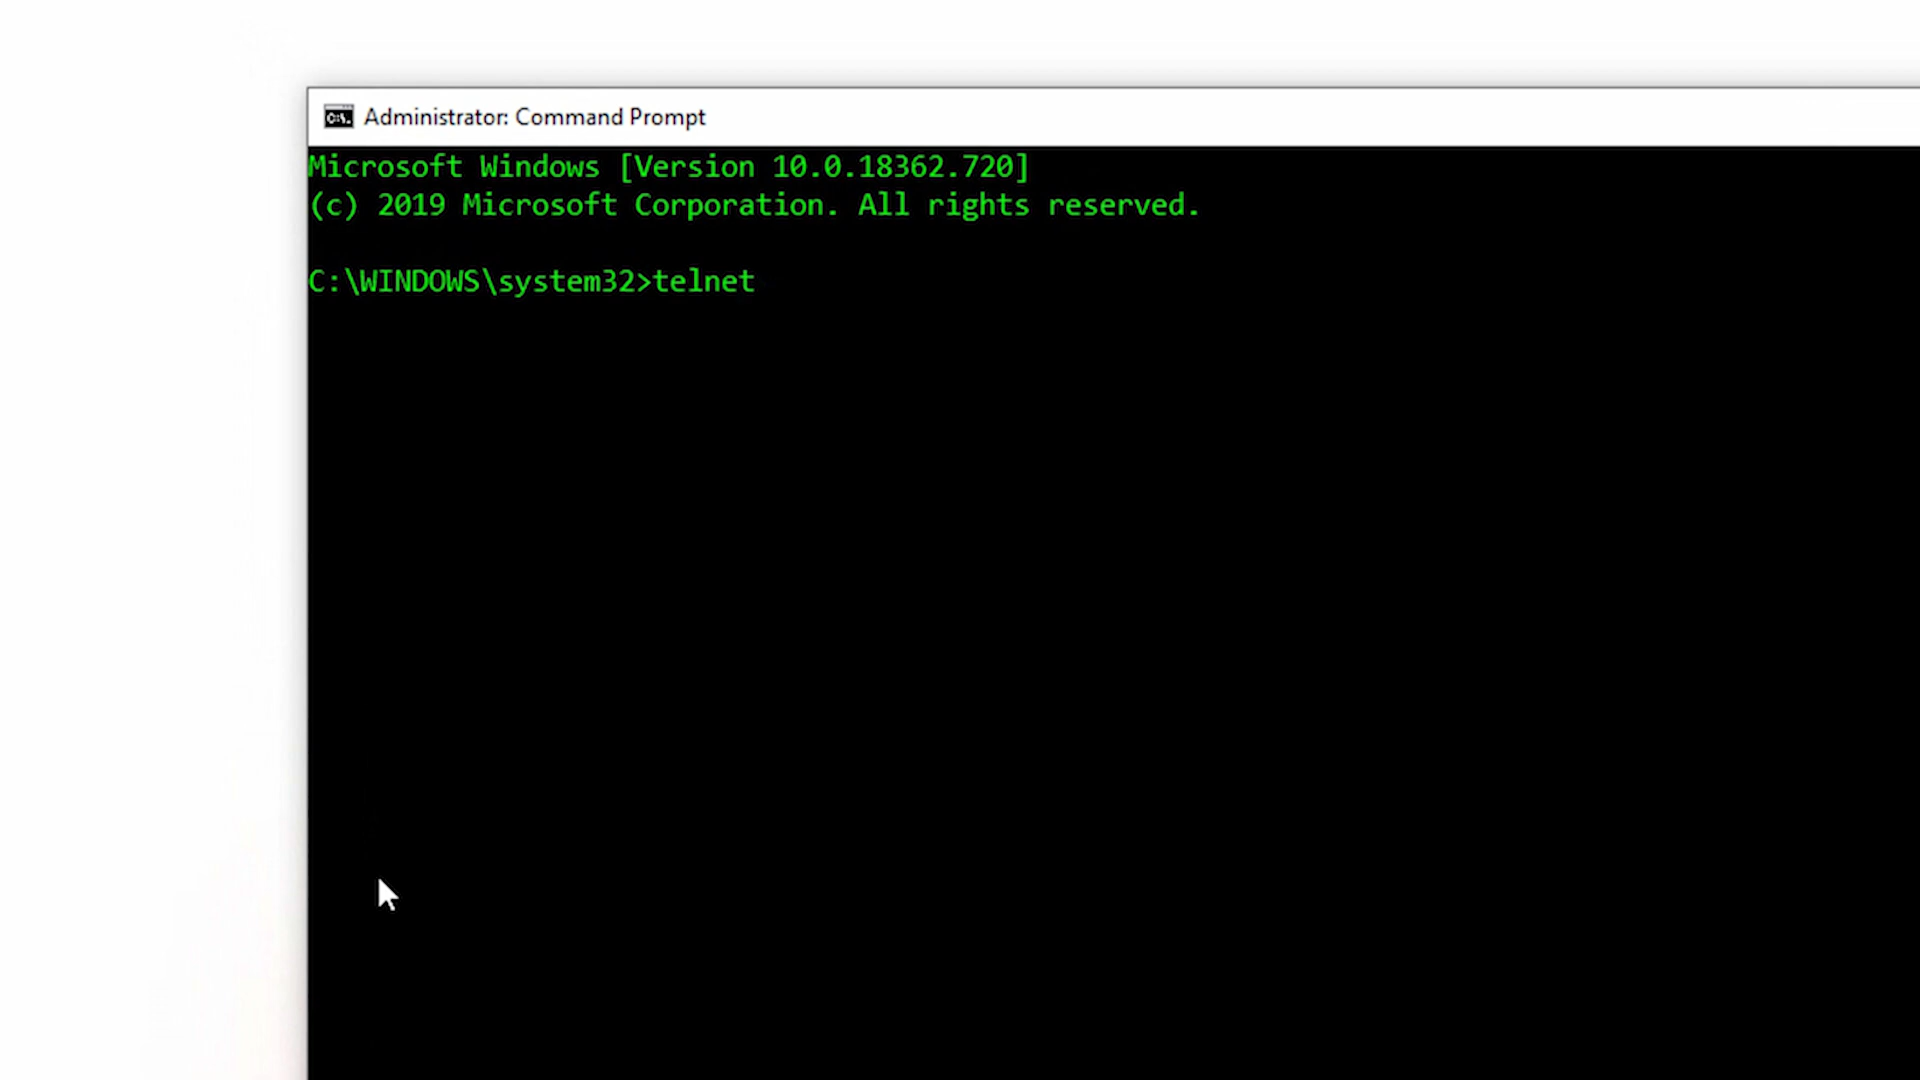 Administrator: Command Prompt
Microsoft Windows [Version 10.0.18362.720]
(c) 2019 Microsoft Corporation. All rights reserved.
C:\WINDOWS\system32>telnet